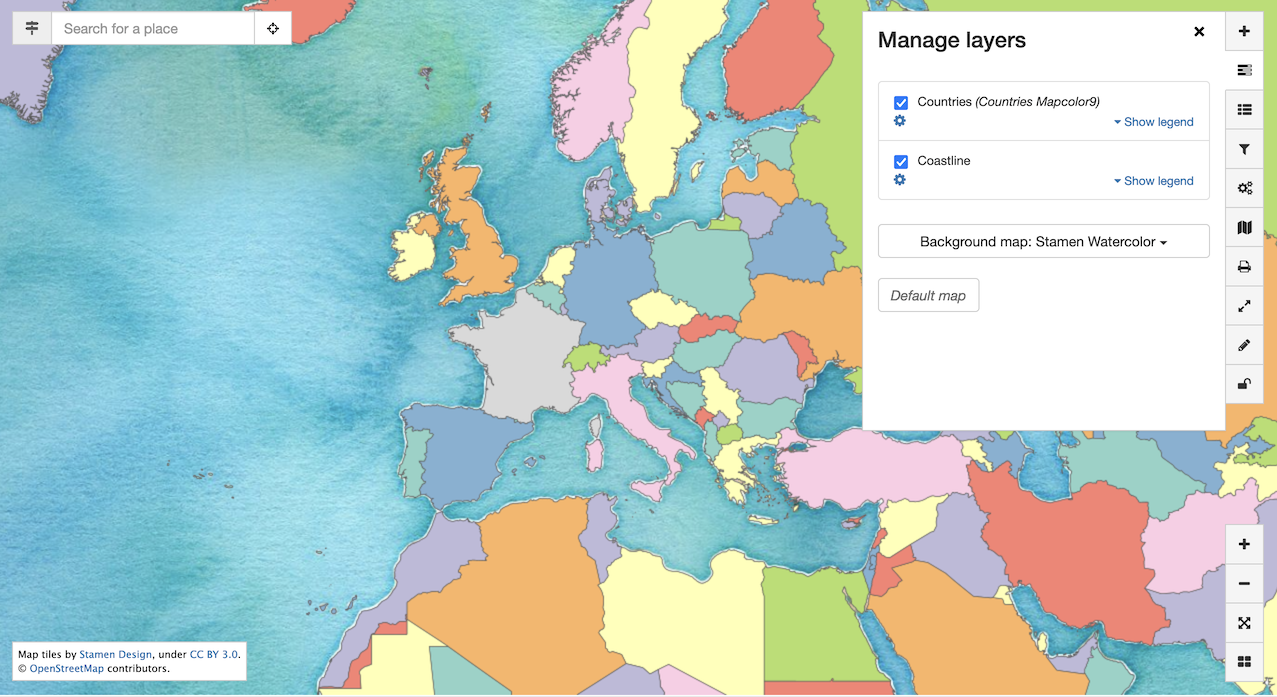 Search for a place
Manage layers
Countries (Countries Mapcolor9)
Show legend
Coastline
Show legend
Background map: Stamen Watercolor
Default map
Map tiles by Stamen Design, under CC BY 3.0.
© OpenStreetMap contributors.